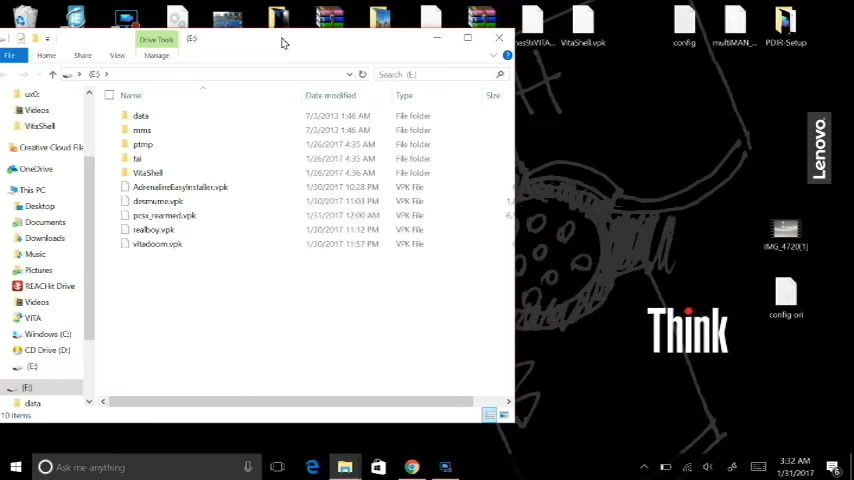 nes9xVITA...
VitaShell.vpk
config
multiMAN_...
PDIR-Setup
Drive Tools
(E:)
File
Home
Share
View
Manage
(E:)
Search (E:)
Name
Date modified
Type
Size
ux0:
Videos
VitaShell
Creative Cloud File
OneDrive
This PC
Desktop
Documents
Downloads
Music
Pictures
REACHit Drive
Videos
VITA
Windows (C:)
CD Drive (D:)
(E:)
(E:)
data
data 7/3/2013 1:46 AM File folder
mms 7/3/2013 1:46 AM File folder
ptmp 1/26/2017 4:35 AM File folder
tai 1/26/2017 4:35 AM File folder
VitaShell 1/26/2017 4:36 AM File folder
AdrenalineEasyInstaller.vpk 1/30/2017 10:28 PM VPK File
desmume.vpk 1/30/2017 11:03 PM VPK File
pcsx_rearmed.vpk 1/31/2017 12:00 AM VPK File
realboy.vpk 1/30/2017 11:12 PM VPK File
vitadoom.vpk 1/30/2017 11:57 PM VPK File
10 items
Lenovo
IMG_4720[1]
config ori
Think
Ask me anything
3:32 AM
1/31/2017